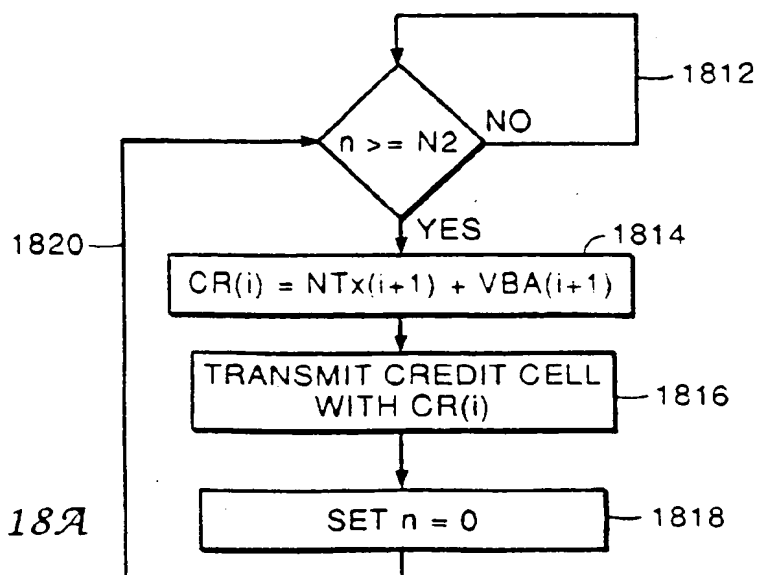 1812
n >= N2
NO
YES
1820
1814
CR(i) = NTx(i+1) + VBA(i+1)
TRANSMIT CREDIT CELL
WITH CR(i)
1816
18A
SET n = 0
1818